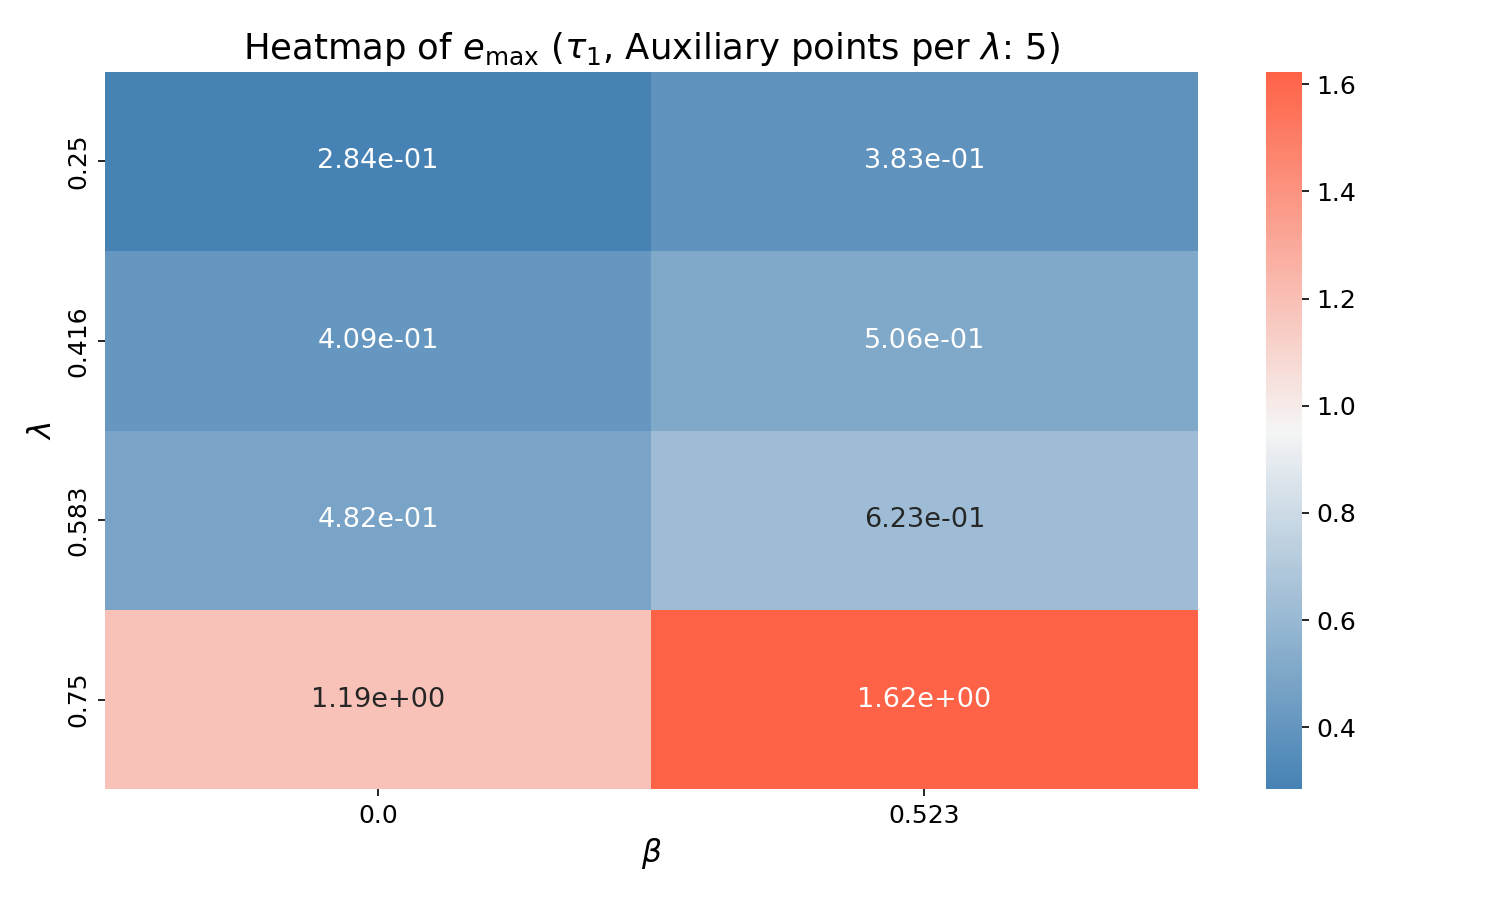 Heatmap of e_max (τ_1, Auxiliary points per λ: 5)
λ
0.25
0.416
0.583
0.75
2.84e-01 3.83e-01
4.09e-01 5.06e-01
4.82e-01 6.23e-01
1.19e+00 1.62e+00
0.0 0.523
β
1.6
1.4
1.2
1.0
0.8
0.6
0.4